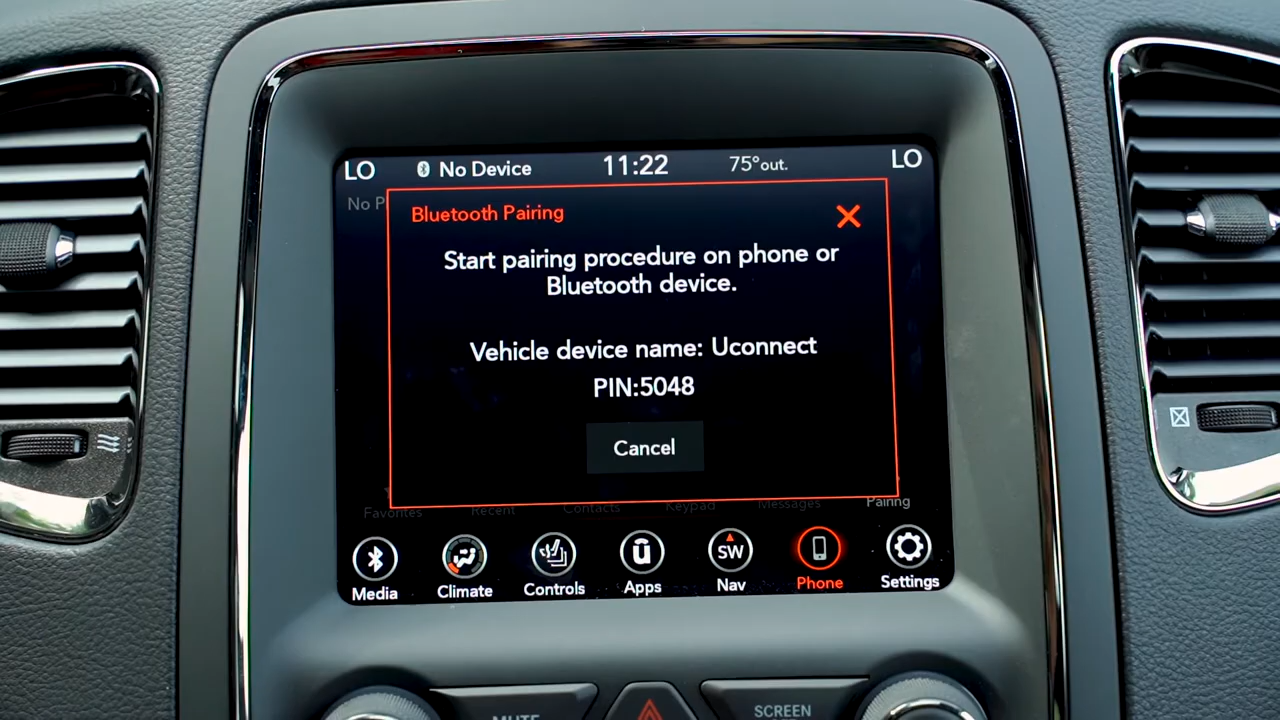 LO No Device 11:22 75°out. LO
No P
Bluetooth Pairing
Start pairing procedure on phone or
Bluetooth device.
Vehicle device name: Uconnect
PIN:5048
Cancel
Favorites Recent Contacts Keypad Messages Pairing
SW
Media Climate Controls Apps Nav Phone Settings
MUTE SCREEN